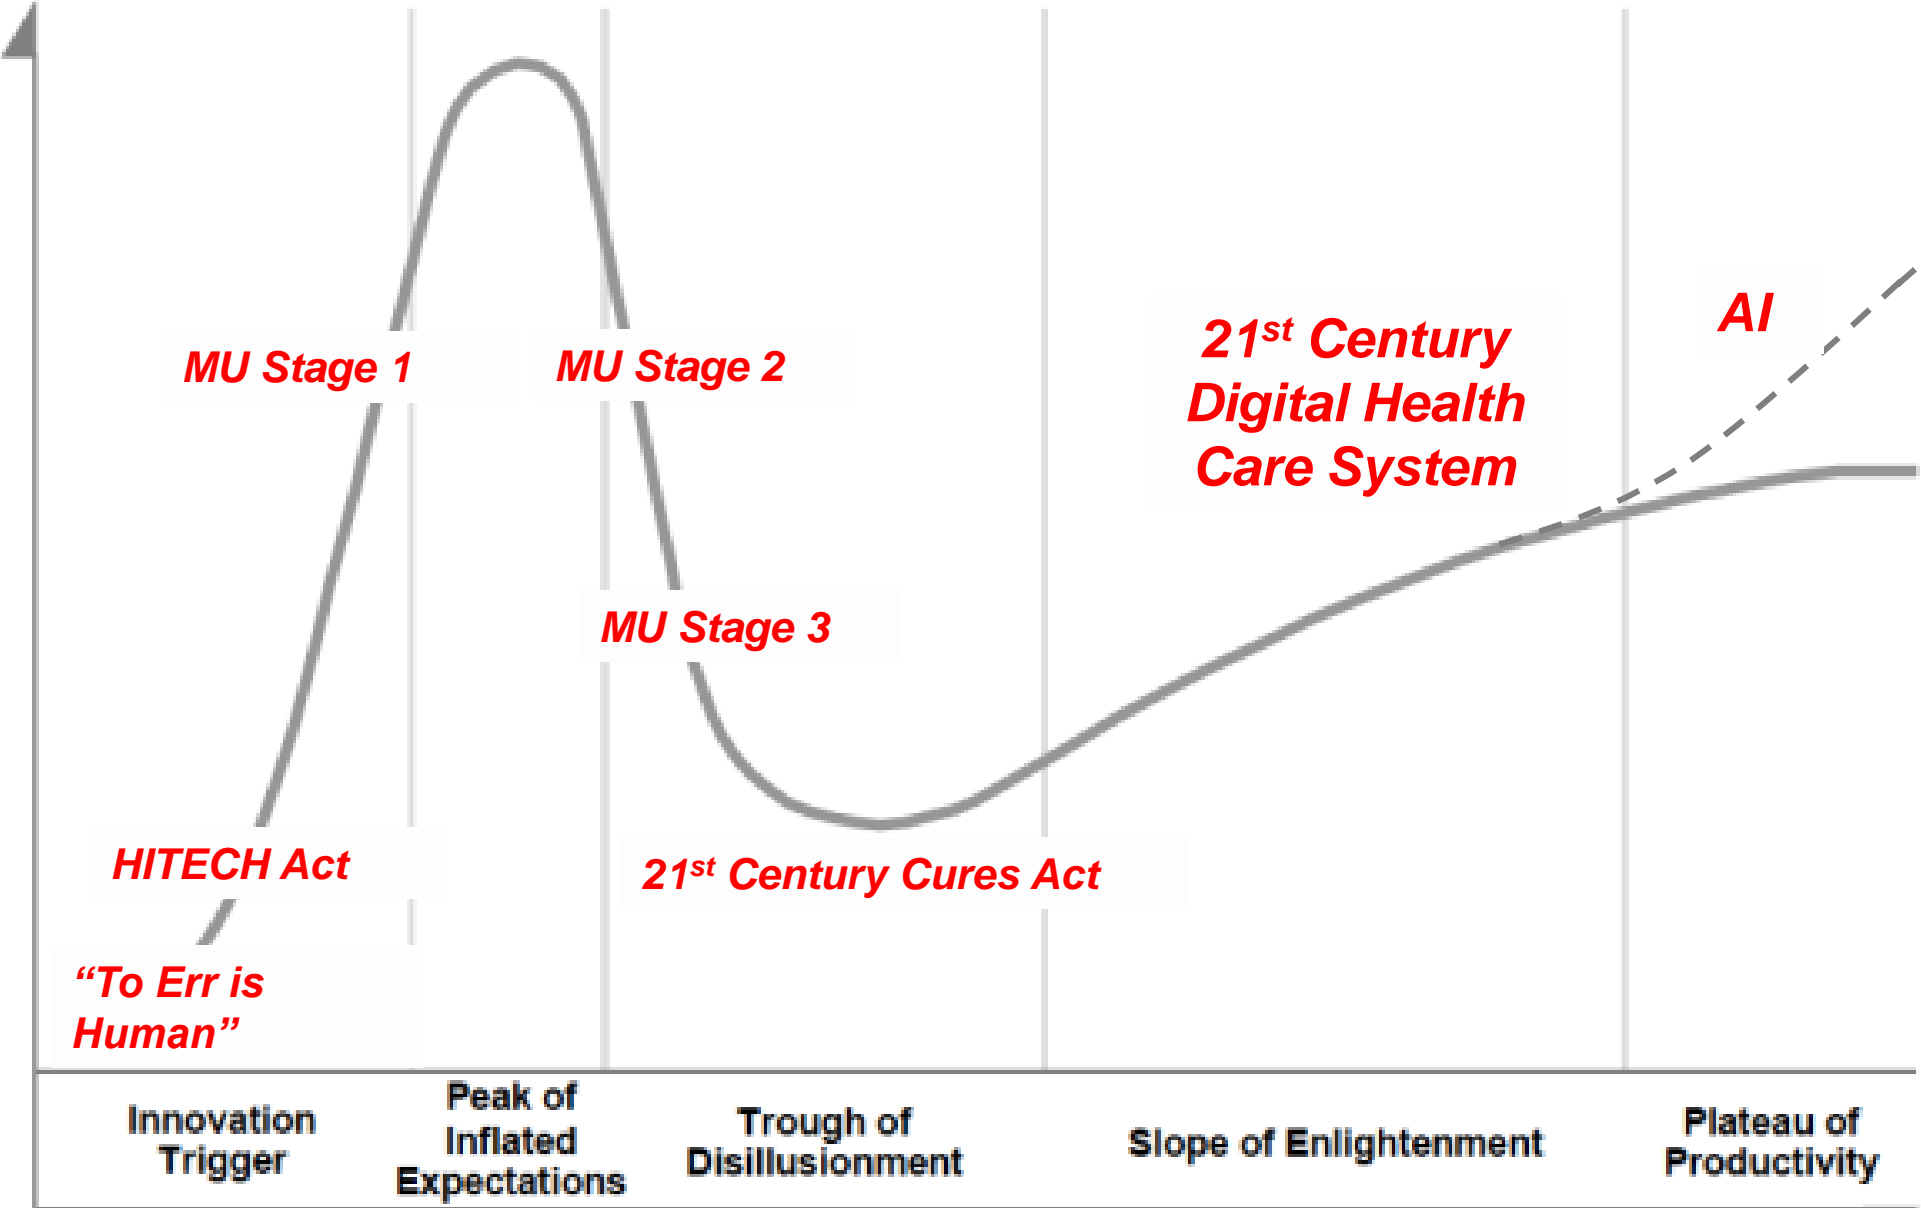 MU Stage 1
MU Stage 2
21st Century
Digital Health
Care System
AI
MU Stage 3
HITECH Act
21st Century Cures Act
“To Err is
Human”
Innovation
Trigger
Peak of
Inflated
Expectations
Trough of
Disillusionment
Slope of Enlightenment
Plateau of
Productivity